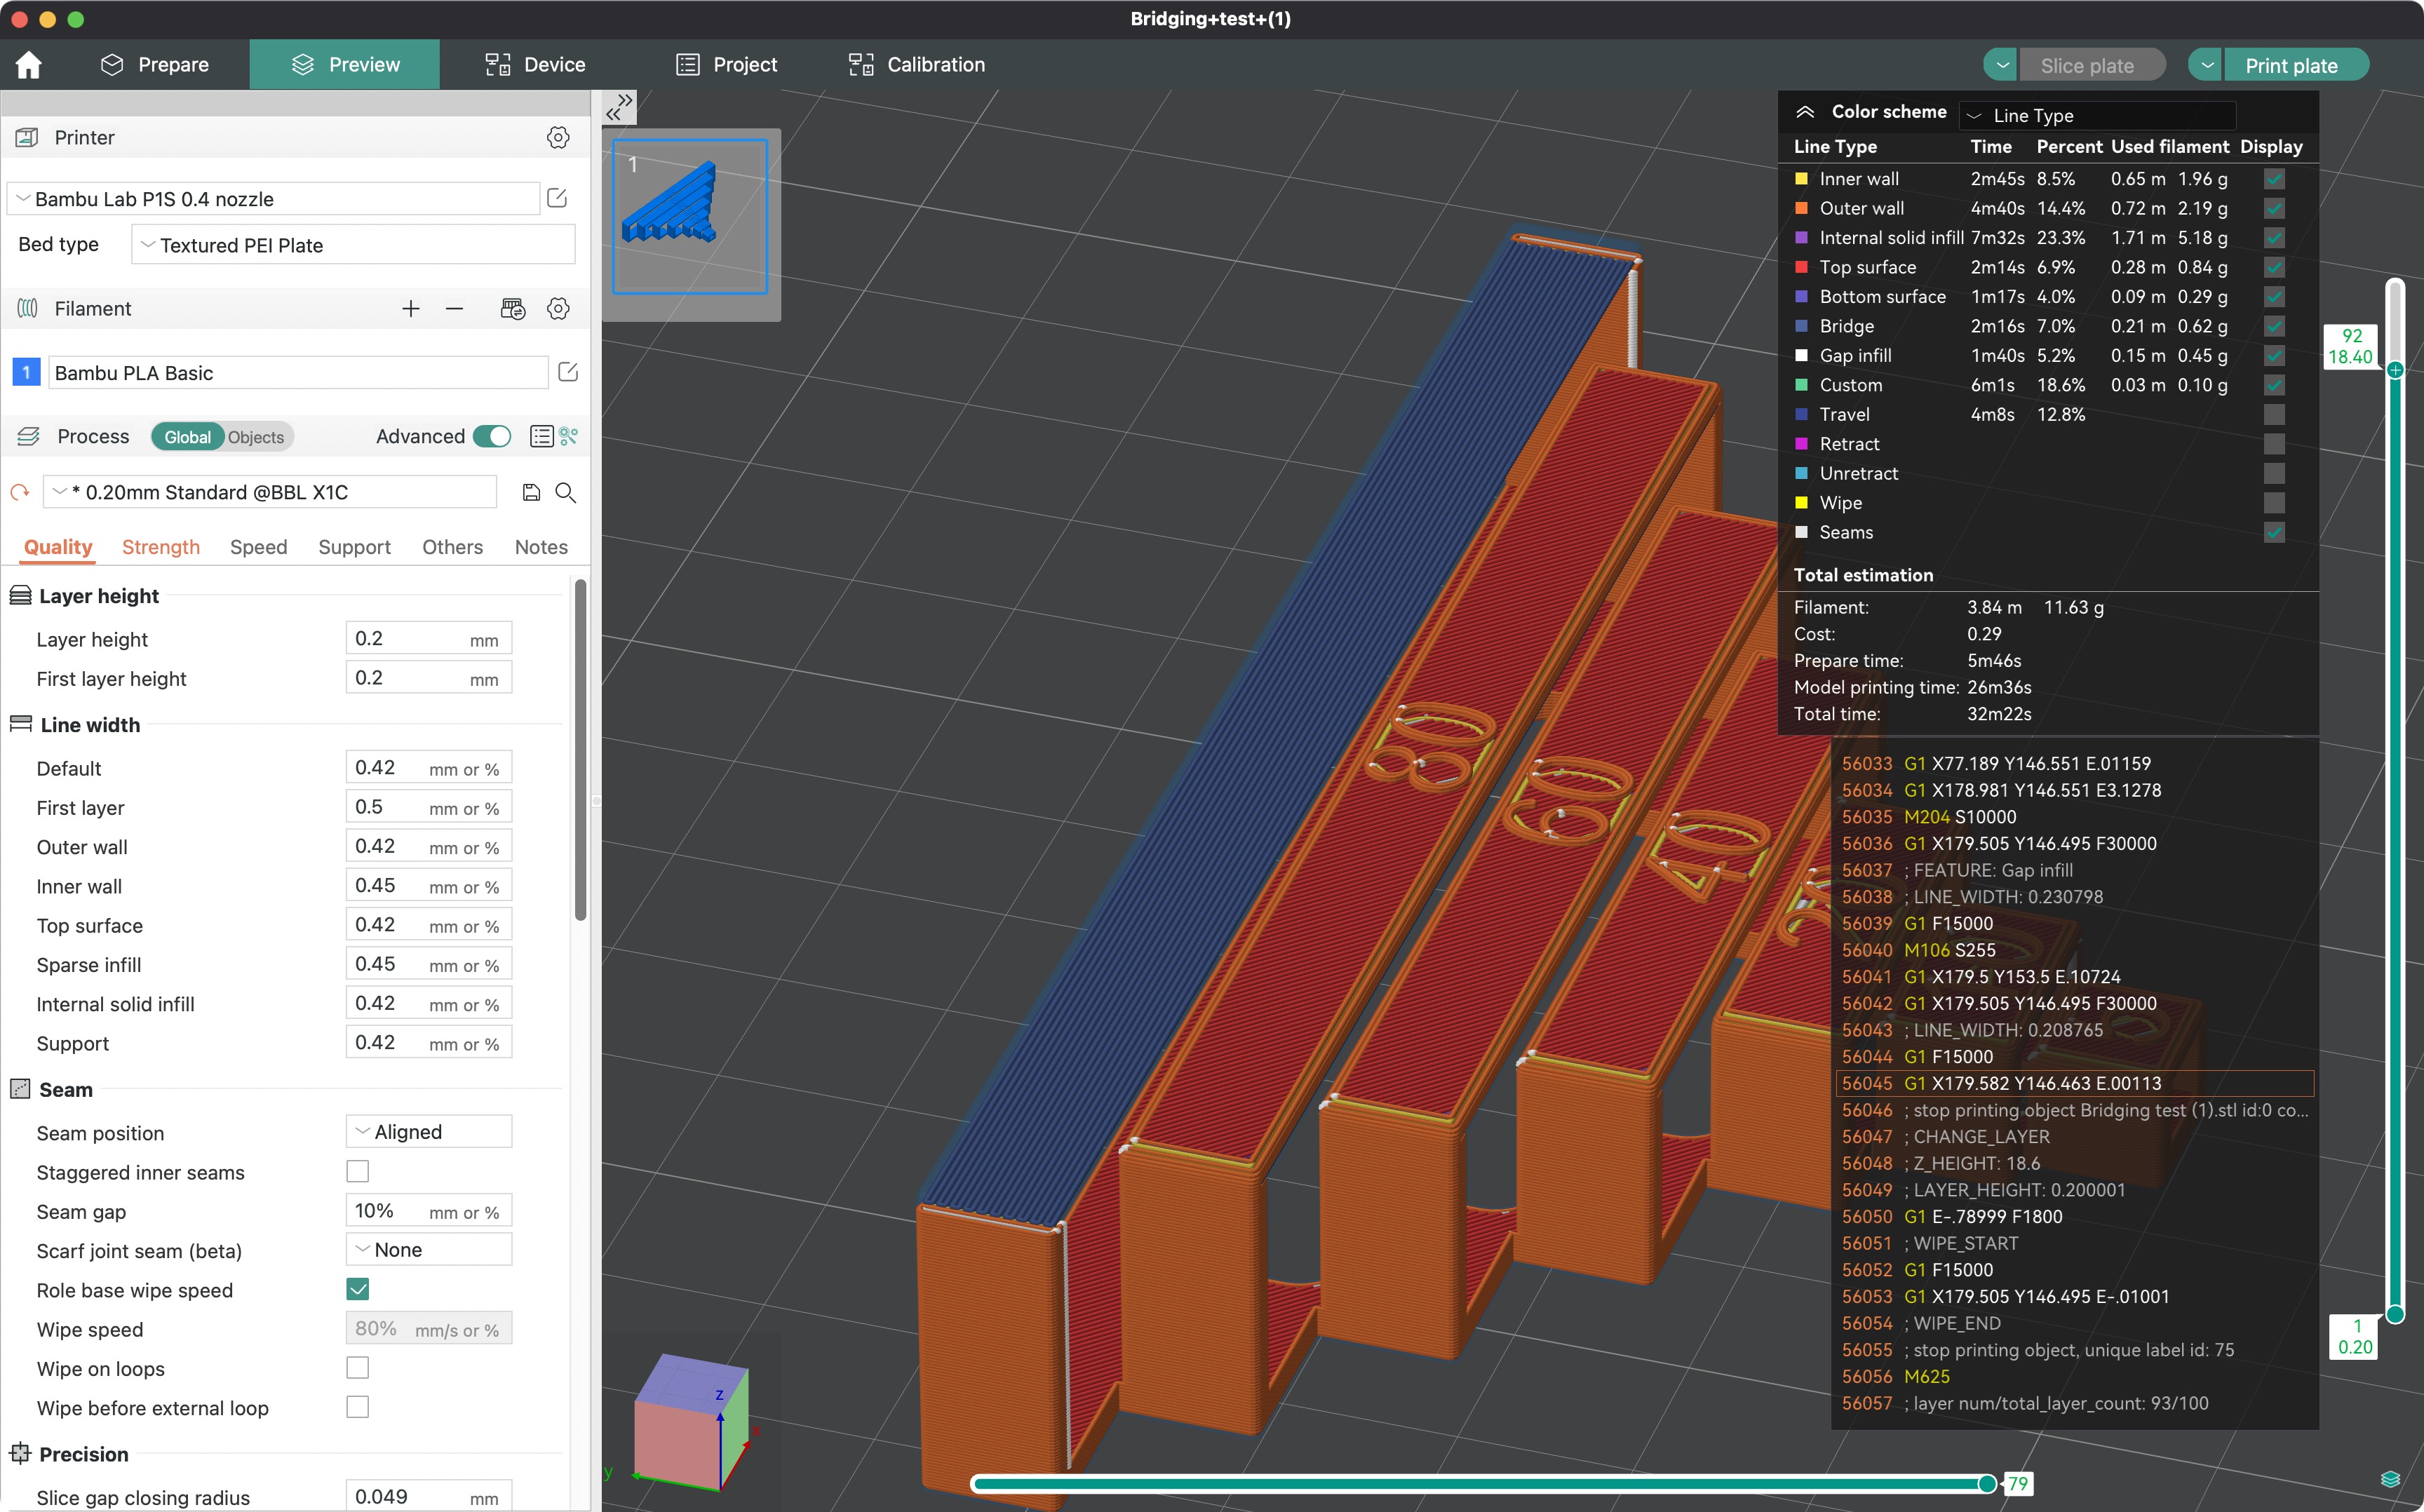 Bridging+test+(1)
Prepare
Preview
Device
Project
Calibration
Slice plate
Print plate
Printer
Bambu Lab P1S 0.4 nozzle
Bed type
Textured PEI Plate
Filament
1
Bambu PLA Basic
Process
Global
Objects
Advanced
* 0.20mm Standard @BBL X1C
Quality
Strength
Speed
Support
Others
Notes
Layer height
Layer height 0.2 mm
First layer height 0.2 mm
Line width
Default 0.42 mm or %
First layer 0.5 mm or %
Outer wall 0.42 mm or %
Inner wall 0.45 mm or %
Top surface 0.42 mm or %
Sparse infill 0.45 mm or %
Internal solid infill 0.42 mm or %
Support 0.42 mm or %
Seam
Seam position Aligned
Staggered inner seams
Seam gap 10% mm or %
Scarf joint seam (beta) None
Role base wipe speed
Wipe speed 80% mm/s or %
Wipe on loops
Wipe before external loop
Precision
Slice gap closing radius 0.049 mm
1
80
60
40
z
x
y
Color scheme Line Type
Line Type Time Percent Used filament Display
Inner wall 2m45s 8.5% 0.65 m 1.96 g
Outer wall 4m40s 14.4% 0.72 m 2.19 g
Internal solid infill 7m32s 23.3% 1.71 m 5.18 g
Top surface 2m14s 6.9% 0.28 m 0.84 g
Bottom surface 1m17s 4.0% 0.09 m 0.29 g
Bridge 2m16s 7.0% 0.21 m 0.62 g
Gap infill 1m40s 5.2% 0.15 m 0.45 g
Custom 6m1s 18.6% 0.03 m 0.10 g
Travel 4m8s 12.8%
Retract
Unretract
Wipe
Seams
Total estimation
Filament: 3.84 m 11.63 g
Cost: 0.29
Prepare time: 5m46s
Model printing time: 26m36s
Total time: 32m22s
56033 G1 X77.189 Y146.551 E.01159
56034 G1 X178.981 Y146.551 E3.1278
56035 M204 S10000
56036 G1 X179.505 Y146.495 F30000
56037 ; FEATURE: Gap infill
56038 ; LINE_WIDTH: 0.230798
56039 G1 F15000
56040 M106 S255
56041 G1 X179.5 Y153.5 E.10724
56042 G1 X179.505 Y146.495 F30000
56043 ; LINE_WIDTH: 0.208765
56044 G1 F15000
56045 G1 X179.582 Y146.463 E.00113
56046 ; stop printing object Bridging test (1).stl id:0 co...
56047 ; CHANGE_LAYER
56048 ; Z_HEIGHT: 18.6
56049 ; LAYER_HEIGHT: 0.200001
56050 G1 E-.78999 F1800
56051 ; WIPE_START
56052 G1 F15000
56053 G1 X179.505 Y146.495 E-.01001
56054 ; WIPE_END
56055 ; stop printing object, unique label id: 75
56056 M625
56057 ; layer num/total_layer_count: 93/100
92
18.40
1
0.20
79